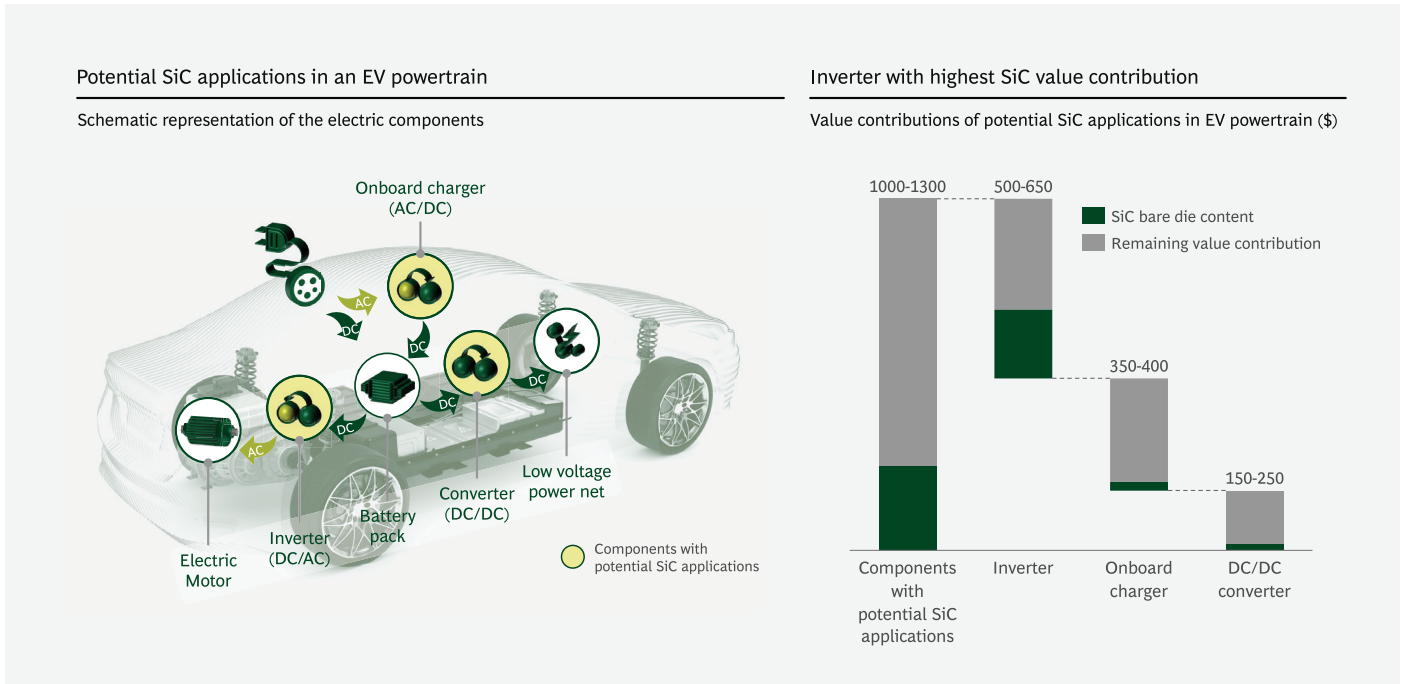 Potential SiC applications in an EV powertrain
Schematic representation of the electric components
Onboard charger
(AC/DC)
AC
DC
DC
DC
DC
DC
AC
Low voltage
power net
Converter
(DC/DC)
Battery
pack
Inverter
(DC/AC)
Electric
Motor
Components with
potential SiC applications
Inverter with highest SiC value contribution
Value contributions of potential SiC applications in EV powertrain ($)
1000-1300
500-650
SiC bare die content
Remaining value contribution
350-400
150-250
Components
with
potential SiC
applications
Inverter
Onboard
charger
DC/DC
converter